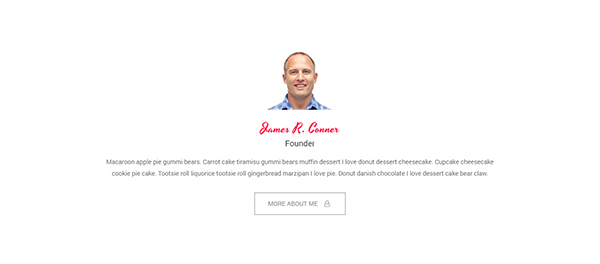 James R. Conner
Founder
Macaroon apple pie gummi bears. Carrot cake tiramisu gummi bears muffin dessert I love donut dessert cheesecake. Cupcake cheesecake
cookie pie cake. Tootsie roll liquorice tootsie roll gingerbread marzipan I love pie. Donut danish chocolate I love dessert cake bear claw.
MORE ABOUT ME